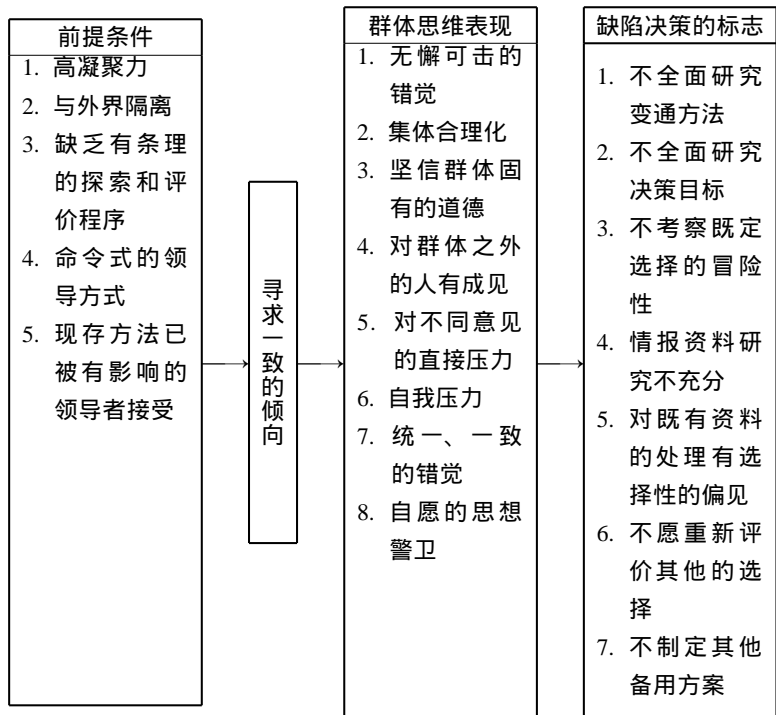 前提条件
1. 高凝聚力
2. 与外界隔离
3. 缺乏有条理
的探索和评
价程序
4. 命令式的领
导方式
5. 现存方法已
被有影响的
领导者接受
寻求一致的倾向
群体思维表现
1. 无懈可击的
错觉
2. 集体合理化
3. 坚信群体固
有的道德
4. 对群体之外
的人有成见
5. 对不同意见
的直接压力
6. 自我压力
7. 统一、一致
的错觉
8. 自愿的思想
警卫
缺陷决策的标志
1. 不全面研究
变通方法
2. 不全面研究
决策目标
3. 不考察既定
选择的冒险
性
4. 情报资料研
究不充分
5. 对既有资料
的处理有选
择性的偏见
6. 不愿重新评
价其他的选
择
7. 不制定其他
备用方案